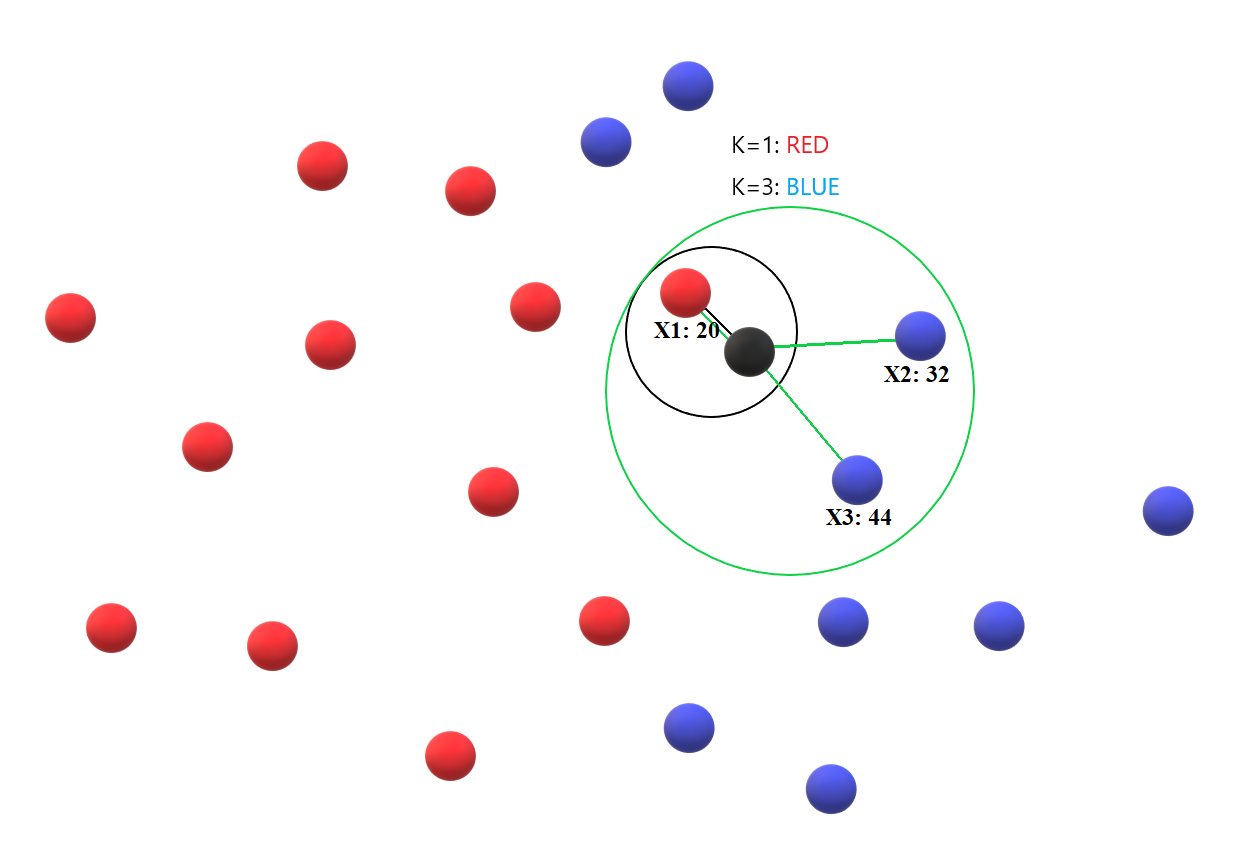 K=1: RED
K=3: BLUE
X1: 20
X2: 32
X3: 44